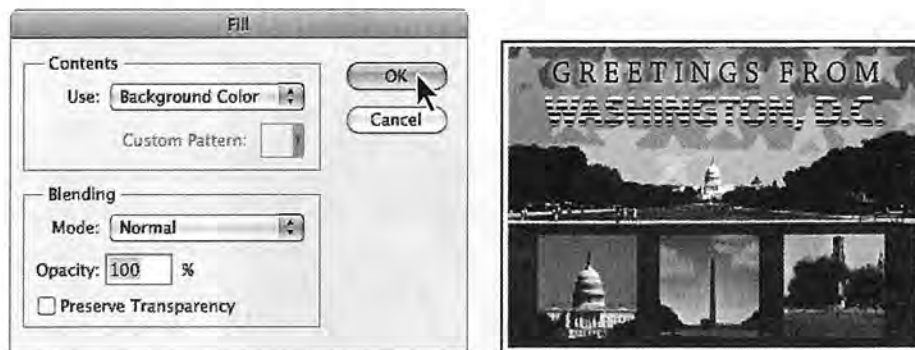 Fill
Contents
Use: Background Color
Custom Pattern:
OK
Cancel
Blending
Mode: Normal
Opacity: 100 %
Preserve Transparency
GREETINGS FROM
WASHINGTON, D.C.